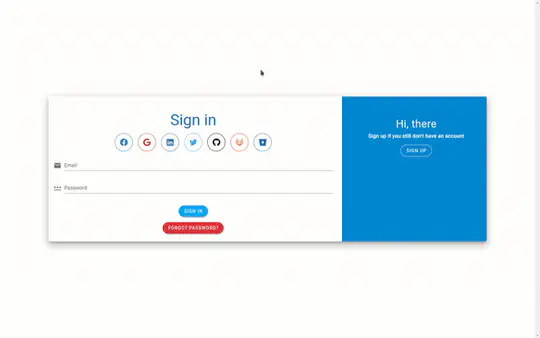 Sign in
Email
Password
SIGN IN
FORGOT PASSWORD?
Hi, there
Sign up if you still don't have an account
SIGN UP